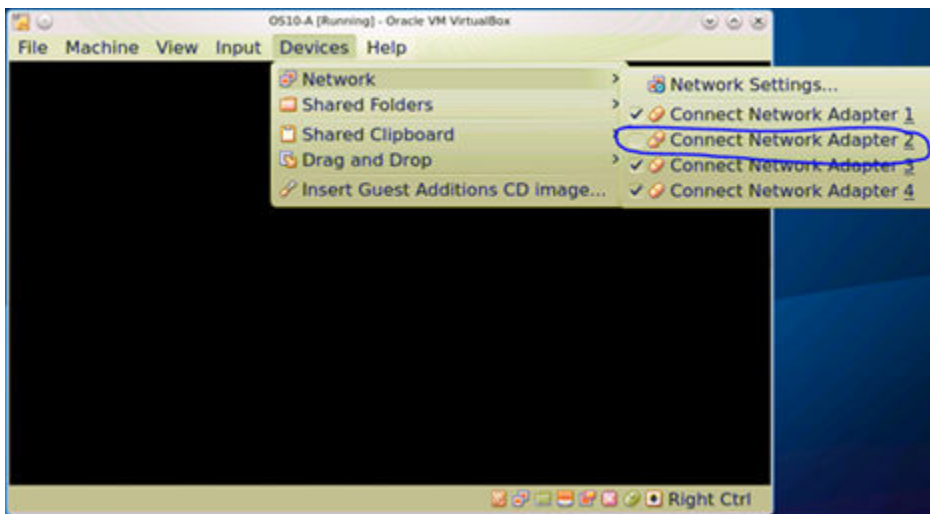 OS10-A [Running] - Oracle VM VirtualBox
File Machine View Input Devices Help
Network
Shared Folders
Shared Clipboard
Drag and Drop
Insert Guest Additions CD image...
Network Settings...
Connect Network Adapter 1
Connect Network Adapter 2
Connect Network Adapter 3
Connect Network Adapter 4
Right Ctrl